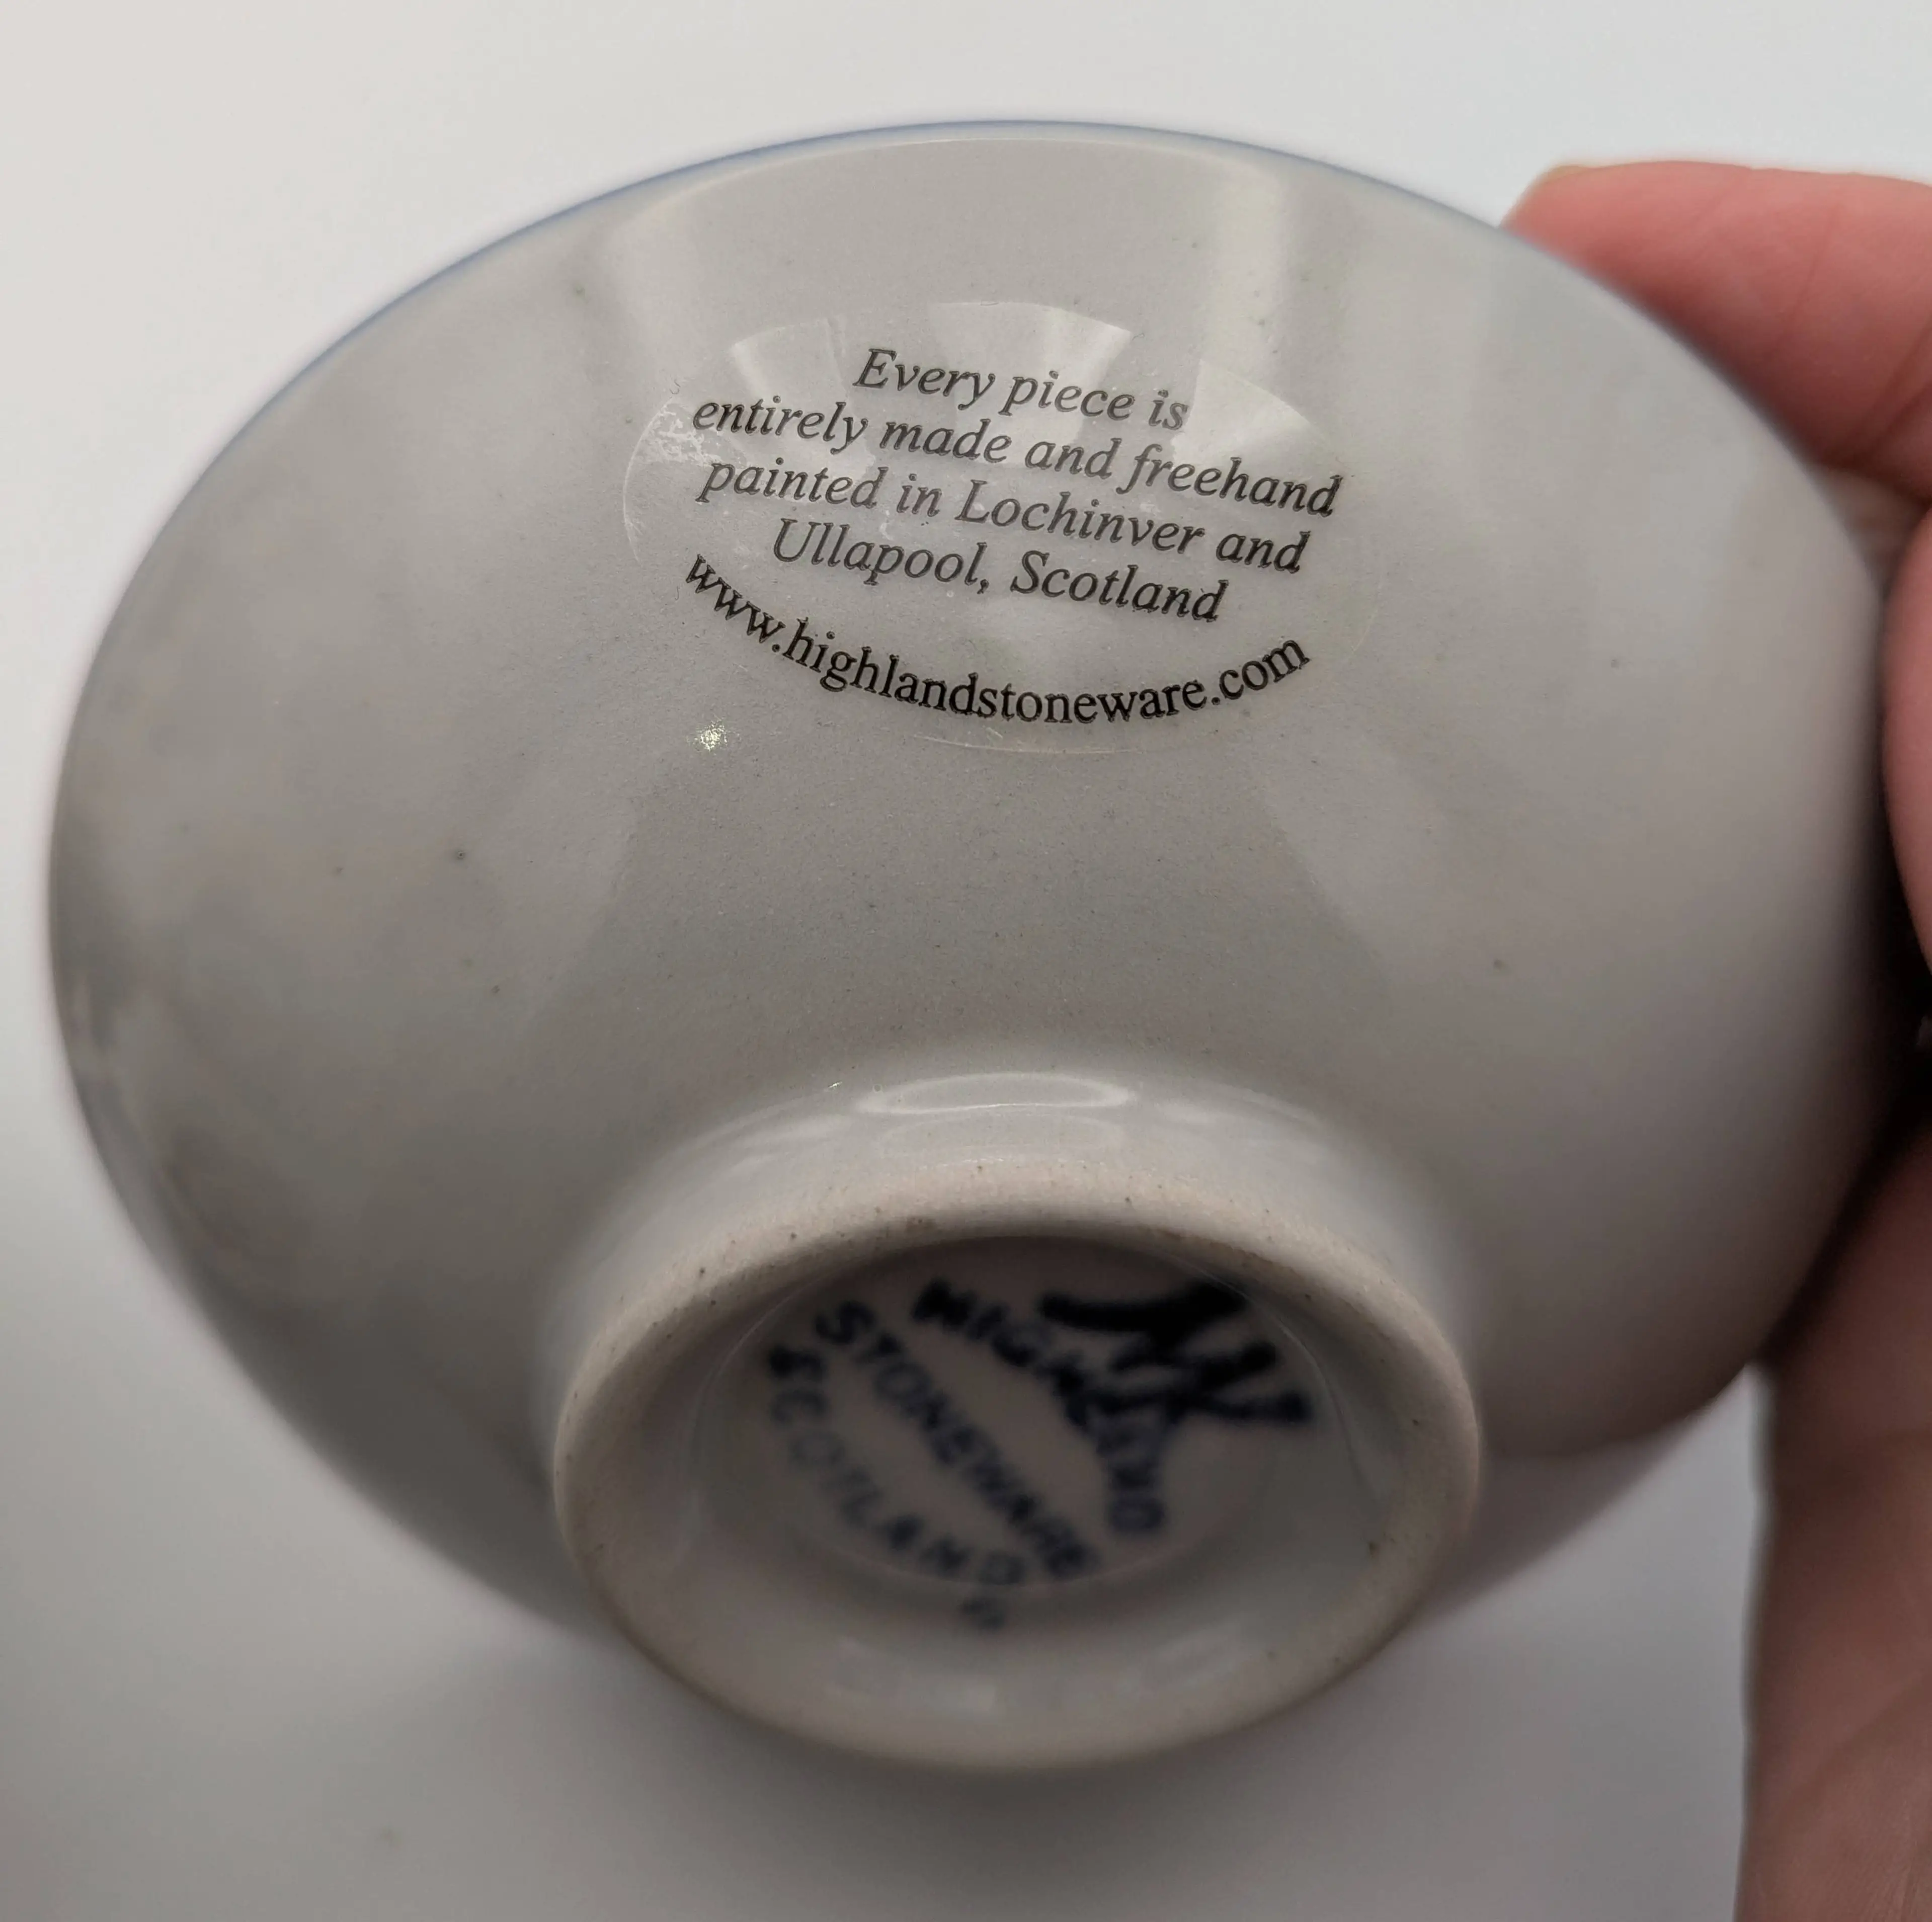 Every piece is
entirely made and freehand
painted in Lochinver and
Ullapool, Scotland
www.highlandstoneware.com
HIGHLAND
STONEWARE
SCOTLAND